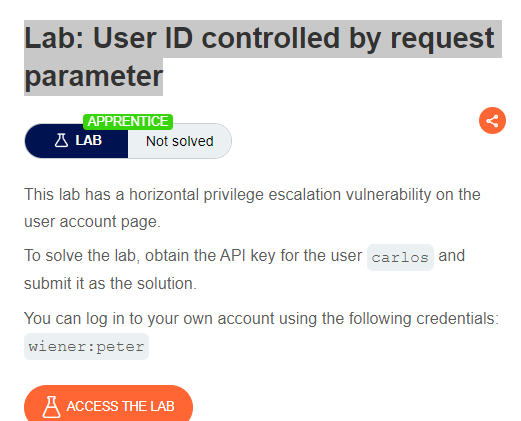 Lab: User ID controlled by request
parameter
APPRENTICE
LAB
Not solved
This lab has a horizontal privilege escalation vulnerability on the
user account page.
To solve the lab, obtain the API key for the user carlos and
submit it as the solution.
You can log in to your own account using the following credentials:
wiener:peter
ACCESS THE LAB